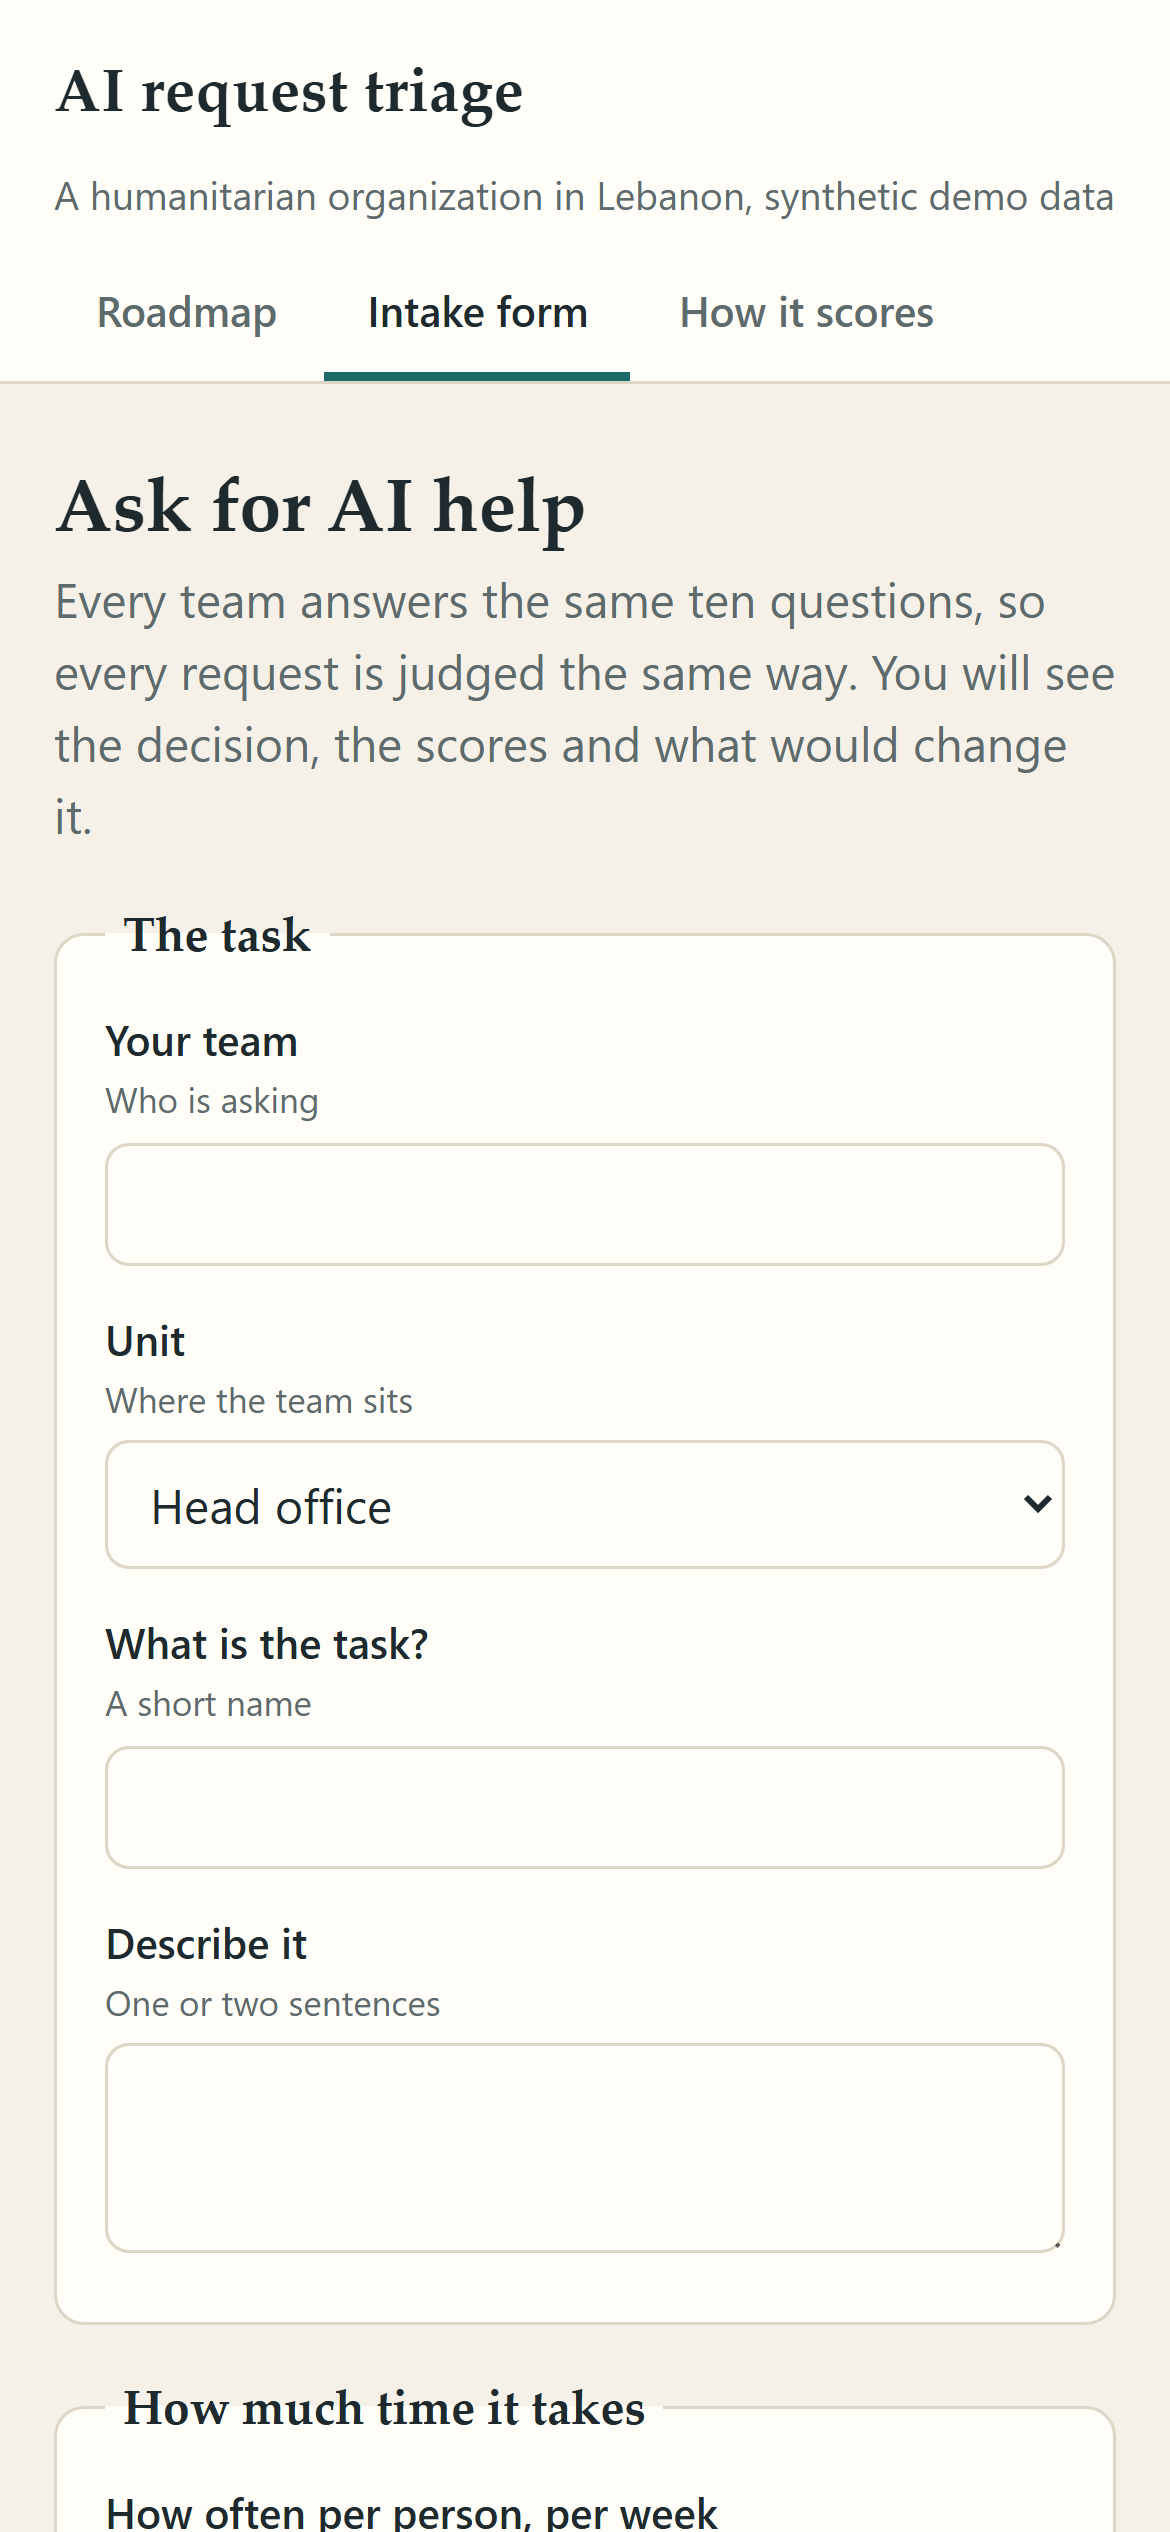 AI request triage
A humanitarian organization in Lebanon, synthetic demo data
Roadmap
Intake form
How it scores
Ask for AI help
Every team answers the same ten questions, so
every request is judged the same way. You will see
the decision, the scores and what would change
it.
The task
Your team
Who is asking
Unit
Where the team sits
Head office
What is the task?
A short name
Describe it
One or two sentences
How much time it takes
How often per person, per week